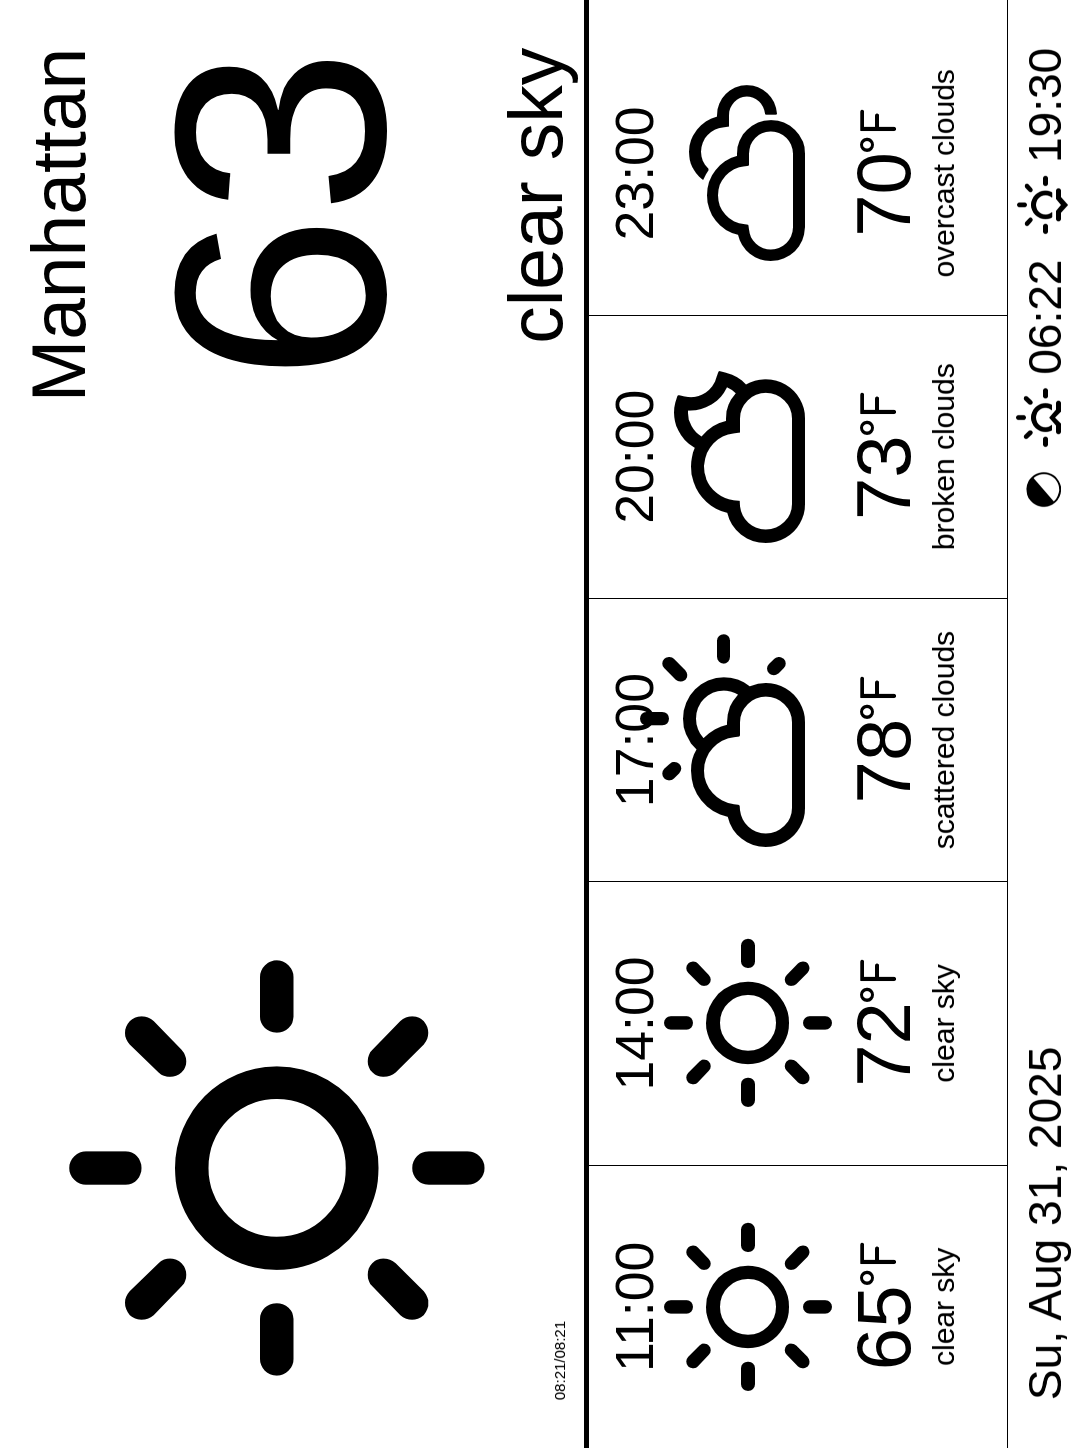 Manhattan
63
clear sky
08:21/08:21
11:00
65°F
clear sky
14:00
72°F
clear sky
17:00
78°F
scattered clouds
20:00
73°F
broken clouds
23:00
70°F
overcast clouds
Su, Aug 31, 2025
06:22
19:30